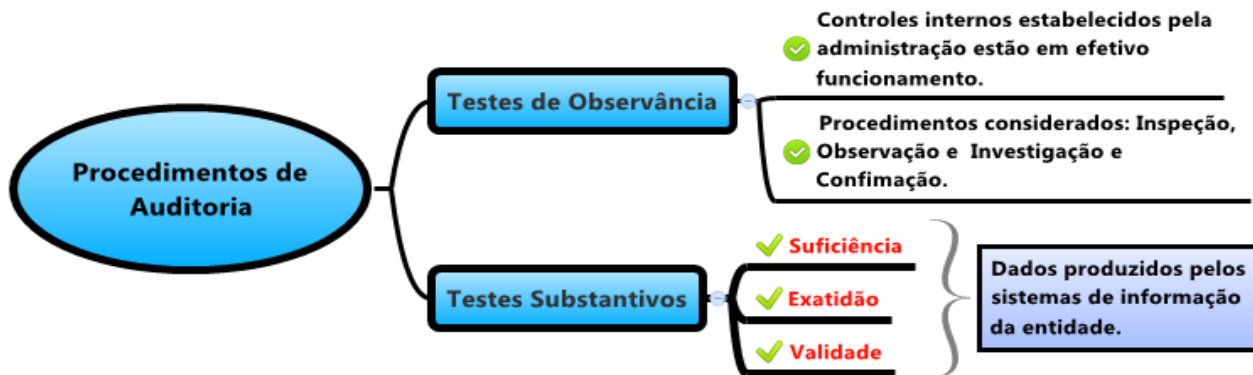 Procedimentos de
Auditoria
Testes de Observância
Controles internos estabelecidos pela
administração estão em efetivo
funcionamento.
Procedimentos considerados: Inspeção,
Observação e Investigação e
Confimação.
Testes Substantivos
Suficiência
Exatidão
Validade
Dados produzidos pelos
sistemas de informação
da entidade.